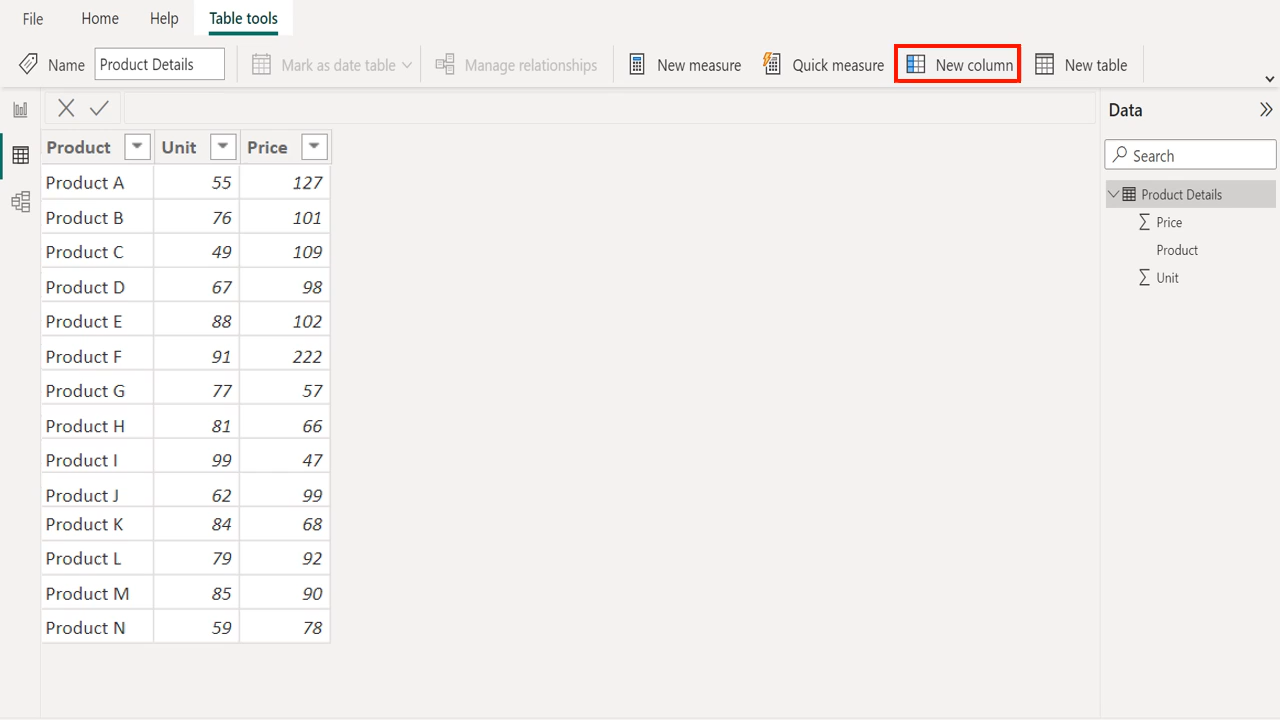 File Home Help Table tools
Name Product Details Mark as date table Manage relationships New measure Quick measure New column New table
Data
Search
Product Details
Σ Price
Product
Σ Unit
Product Unit Price
Product A 55 127
Product B 76 101
Product C 49 109
Product D 67 98
Product E 88 102
Product F 91 222
Product G 77 57
Product H 81 66
Product I 99 47
Product J 62 99
Product K 84 68
Product L 79 92
Product M 85 90
Product N 59 78